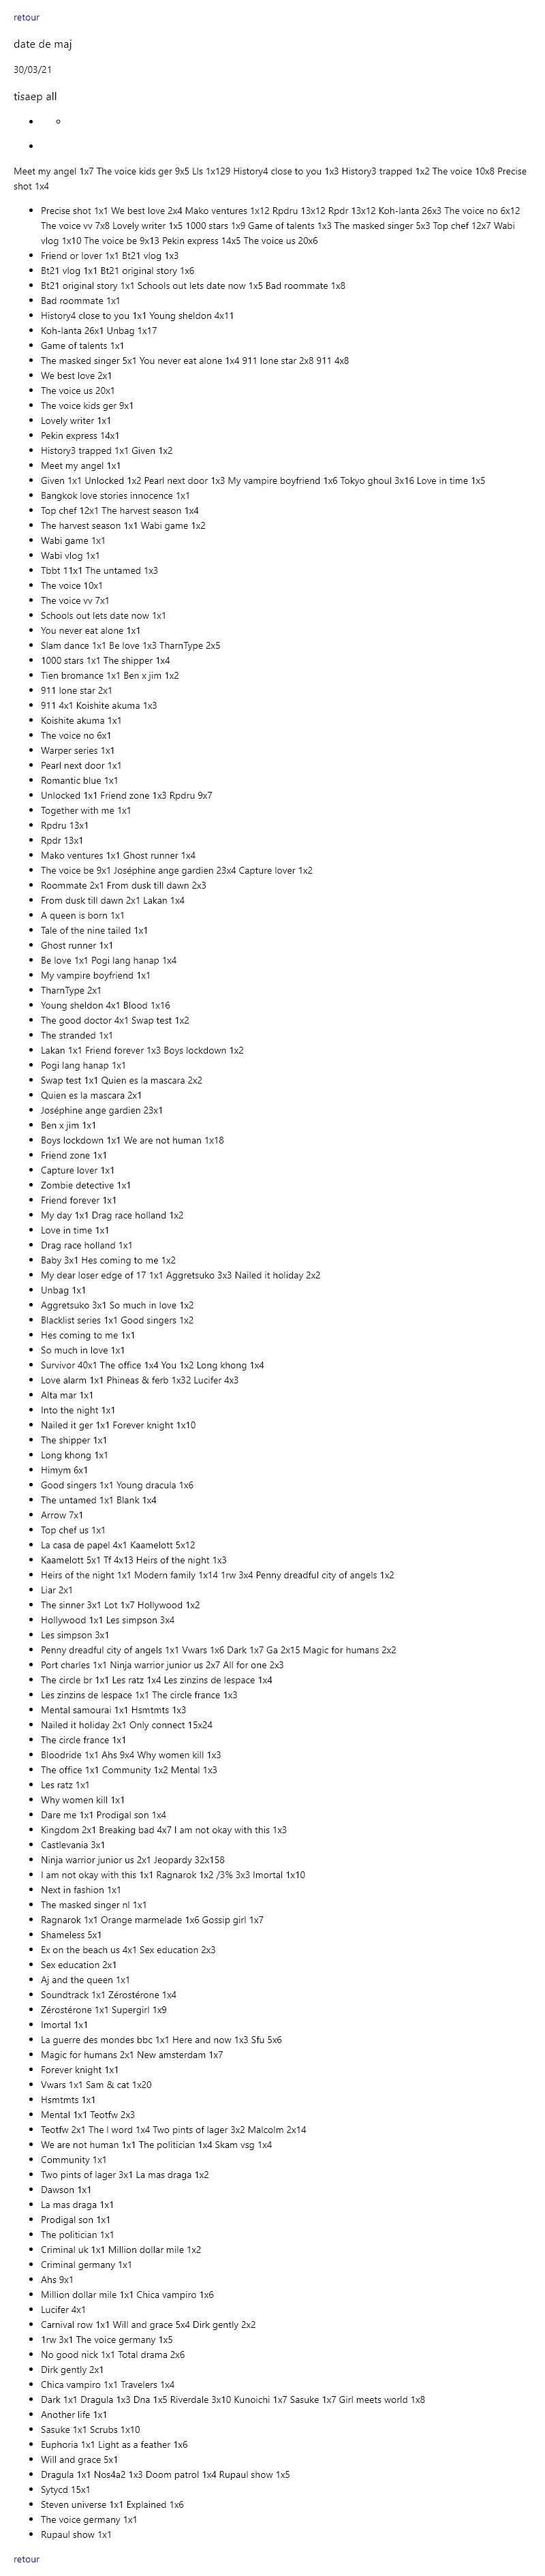 retour
date de maj
30/03/21
tisaep all
Meet my angel 1x7 The voice kids ger 9x5 Lls 1x129 History4 close to you 1x3 History3 trapped 1x2 The voice 10x8 Precise
shot 1x4
Precise shot 1x1 We best love 2x4 Mako ventures 1x12 Rpdru 13x12 Rpdr 13x12 Koh-lanta 26x3 The voice no 6x12
The voice vv 7x8 Lovely writer 1x5 1000 stars 1x9 Game of talents 1x3 The masked singer 5x3 Top chef 12x7 Wabi
vlog 1x10 The voice be 9x13 Pekin express 14x5 The voice us 20x6
Friend or lover 1x1 Bt21 vlog 1x3
Bt21 vlog 1x1 Bt21 original story 1x6
Bt21 original story 1x1 Schools out lets date now 1x5 Bad roommate 1x8
Bad roommate 1x1
History4 close to you 1x1 Young sheldon 4x11
Koh-lanta 26x1 Unbag 1x17
Game of talents 1x1
The masked singer 5x1 You never eat alone 1x4 911 lone star 2x8 911 4x8
We best love 2x1
The voice us 20x1
The voice kids ger 9x1
Lovely writer 1x1
Pekin express 14x1
History3 trapped 1x1 Given 1x2
Meet my angel 1x1
Given 1x1 Unlocked 1x2 Pearl next door 1x3 My vampire boyfriend 1x6 Tokyo ghoul 3x16 Love in time 1x5
Bangkok love stories innocence 1x1
Top chef 12x1 The harvest season 1x4
The harvest season 1x1 Wabi game 1x2
Wabi game 1x1
Wabi vlog 1x1
Tbbt 11x1 The untamed 1x3
The voice 10x1
The voice vv 7x1
Schools out lets date now 1x1
You never eat alone 1x1
Slam dance 1x1 Be love 1x3 TharnType 2x5
1000 stars 1x1 The shipper 1x4
Tien bromance 1x1 Ben x jim 1x2
911 lone star 2x1
911 4x1 Koishite akuma 1x3
Koishite akuma 1x1
The voice no 6x1
Warper series 1x1
Pearl next door 1x1
Romantic blue 1x1
Unlocked 1x1 Friend zone 1x3 Rpdru 9x7
Together with me 1x1
Rpdru 13x1
Rpdr 13x1
Mako ventures 1x1 Ghost runner 1x4
The voice be 9x1 Joséphine ange gardien 23x4 Capture lover 1x2
Roommate 2x1 From dusk till dawn 2x3
From dusk till dawn 2x1 Lakan 1x4
A queen is born 1x1
Tale of the nine tailed 1x1
Ghost runner 1x1
Be love 1x1 Pogi lang hanap 1x4
My vampire boyfriend 1x1
TharnType 2x1
Young sheldon 4x1 Blood 1x16
The good doctor 4x1 Swap test 1x2
The stranded 1x1
Lakan 1x1 Friend forever 1x3 Boys lockdown 1x2
Pogi lang hanap 1x1
Swap test 1x1 Quien es la mascara 2x2
Quien es la mascara 2x1
Joséphine ange gardien 23x1
Ben x jim 1x1
Boys lockdown 1x1 We are not human 1x18
Friend zone 1x1
Capture lover 1x1
Zombie detective 1x1
Friend forever 1x1
My day 1x1 Drag race holland 1x2
Love in time 1x1
Drag race holland 1x1
Baby 3x1 Hes coming to me 1x2
My dear loser edge of 17 1x1 Aggretsuko 3x3 Nailed it holiday 2x2
Unbag 1x1
Aggretsuko 3x1 So much in love 1x2
Blacklist series 1x1 Good singers 1x2
Hes coming to me 1x1
So much in love 1x1
Survivor 40x1 The office 1x4 You 1x2 Long khong 1x4
Love alarm 1x1 Phineas & ferb 1x32 Lucifer 4x3
Alta mar 1x1
Into the night 1x1
Nailed it ger 1x1 Forever knight 1x10
The shipper 1x1
Long khong 1x1
Himym 6x1
Good singers 1x1 Young dracula 1x6
The untamed 1x1 Blank 1x4
Arrow 7x1
Top chef us 1x1
La casa de papel 4x1 Kaamelott 5x12
Kaamelott 5x1 Tf 4x13 Heirs of the night 1x3
Heirs of the night 1x1 Modern family 1x14 1rw 3x4 Penny dreadful city of angels 1x2
Liar 2x1
The sinner 3x1 Lot 1x7 Hollywood 1x2
Hollywood 1x1 Les simpson 3x4
Les simpson 3x1
Penny dreadful city of angels 1x1 Vwars 1x6 Dark 1x7 Ga 2x15 Magic for humans 2x2
Port charles 1x1 Ninja warrior junior us 2x7 All for one 2x3
The circle br 1x1 Les ratz 1x4 Les zinzins de lespace 1x4
Les zinzins de lespace 1x1 The circle france 1x3
Mental samourai 1x1 Hsmtmts 1x3
Nailed it holiday 2x1 Only connect 15x24
The circle france 1x1
Bloodride 1x1 Ahs 9x4 Why women kill 1x3
The office 1x1 Community 1x2 Mental 1x3
Les ratz 1x1
Why women kill 1x1
Dare me 1x1 Prodigal son 1x4
Kingdom 2x1 Breaking bad 4x7 I am not okay with this 1x3
Castlevania 3x1
Ninja warrior junior us 2x1 Jeopardy 32x158
I am not okay with this 1x1 Ragnarok 1x2 /3% 3x3 Imortal 1x10
Next in fashion 1x1
The masked singer nl 1x1
Ragnarok 1x1 Orange marmelade 1x6 Gossip girl 1x7
Shameless 5x1
Ex on the beach us 4x1 Sex education 2x3
Sex education 2x1
Aj and the queen 1x1
Soundtrack 1x1 Zérostérone 1x4
Zérostérone 1x1 Supergirl 1x9
Imortal 1x1
La guerre des mondes bbc 1x1 Here and now 1x3 Sfu 5x6
Magic for humans 2x1 New amsterdam 1x7
Forever knight 1x1
Vwars 1x1 Sam & cat 1x20
Hsmtmts 1x1
Mental 1x1 Teotfw 2x3
Teotfw 2x1 The l word 1x4 Two pints of lager 3x2 Malcolm 2x14
We are not human 1x1 The politician 1x4 Skam vsg 1x4
Community 1x1
Two pints of lager 3x1 La mas draga 1x2
Dawson 1x1
La mas draga 1x1
Prodigal son 1x1
The politician 1x1
Criminal uk 1x1 Million dollar mile 1x2
Criminal germany 1x1
Ahs 9x1
Million dollar mile 1x1 Chica vampiro 1x6
Lucifer 4x1
Carnival row 1x1 Will and grace 5x4 Dirk gently 2x2
1rw 3x1 The voice germany 1x5
No good nick 1x1 Total drama 2x6
Dirk gently 2x1
Chica vampiro 1x1 Travelers 1x4
Dark 1x1 Dragula 1x3 Dna 1x5 Riverdale 3x10 Kunoichi 1x7 Sasuke 1x7 Girl meets world 1x8
Another life 1x1
Sasuke 1x1 Scrubs 1x10
Euphoria 1x1 Light as a feather 1x6
Will and grace 5x1
Dragula 1x1 Nos4a2 1x3 Doom patrol 1x4 Rupaul show 1x5
Sytycd 15x1
Steven universe 1x1 Explained 1x6
The voice germany 1x1
Rupaul show 1x1
retour